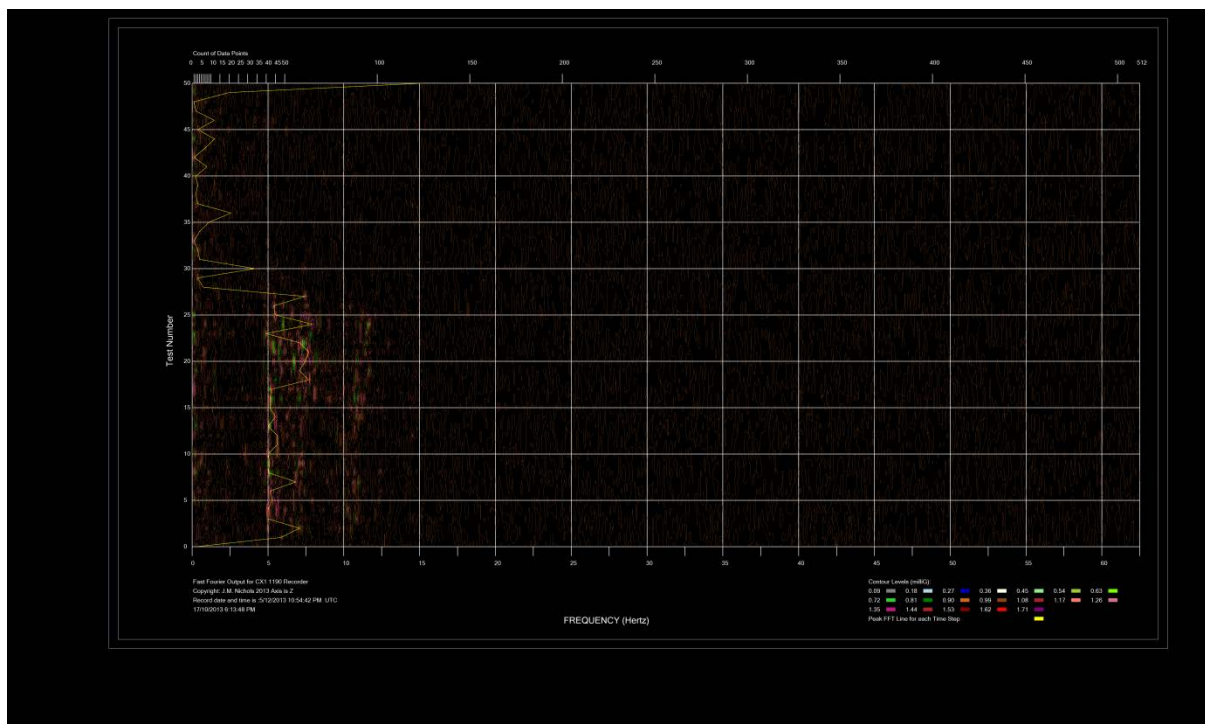 Count of Data Points
0 5 10 15 20 25 30 35 40 45 50 100 150 200 250 300 350 400 450 500 512
50
45
40
35
30
25
20
15
10
5
0
Test Number
0 5 10 15 20 25 30 35 40 45 50 55 60
Fast Fourier Output for CX1 1190 Recorder
Copyright: J.M. Nichols 2013 Axis is Z
Record date and time is :5/12/2013 10:54:42 PM UTC
17/10/2013 6:13:48 PM
FREQUENCY (Hertz)
Contour Levels (milliG):
0.09 0.18 0.27 0.36 0.45 0.54 0.63
0.72 0.81 0.90 0.99 1.08 1.17 1.26
1.35 1.44 1.53 1.62 1.71
Peak FFT Line for each Time Step